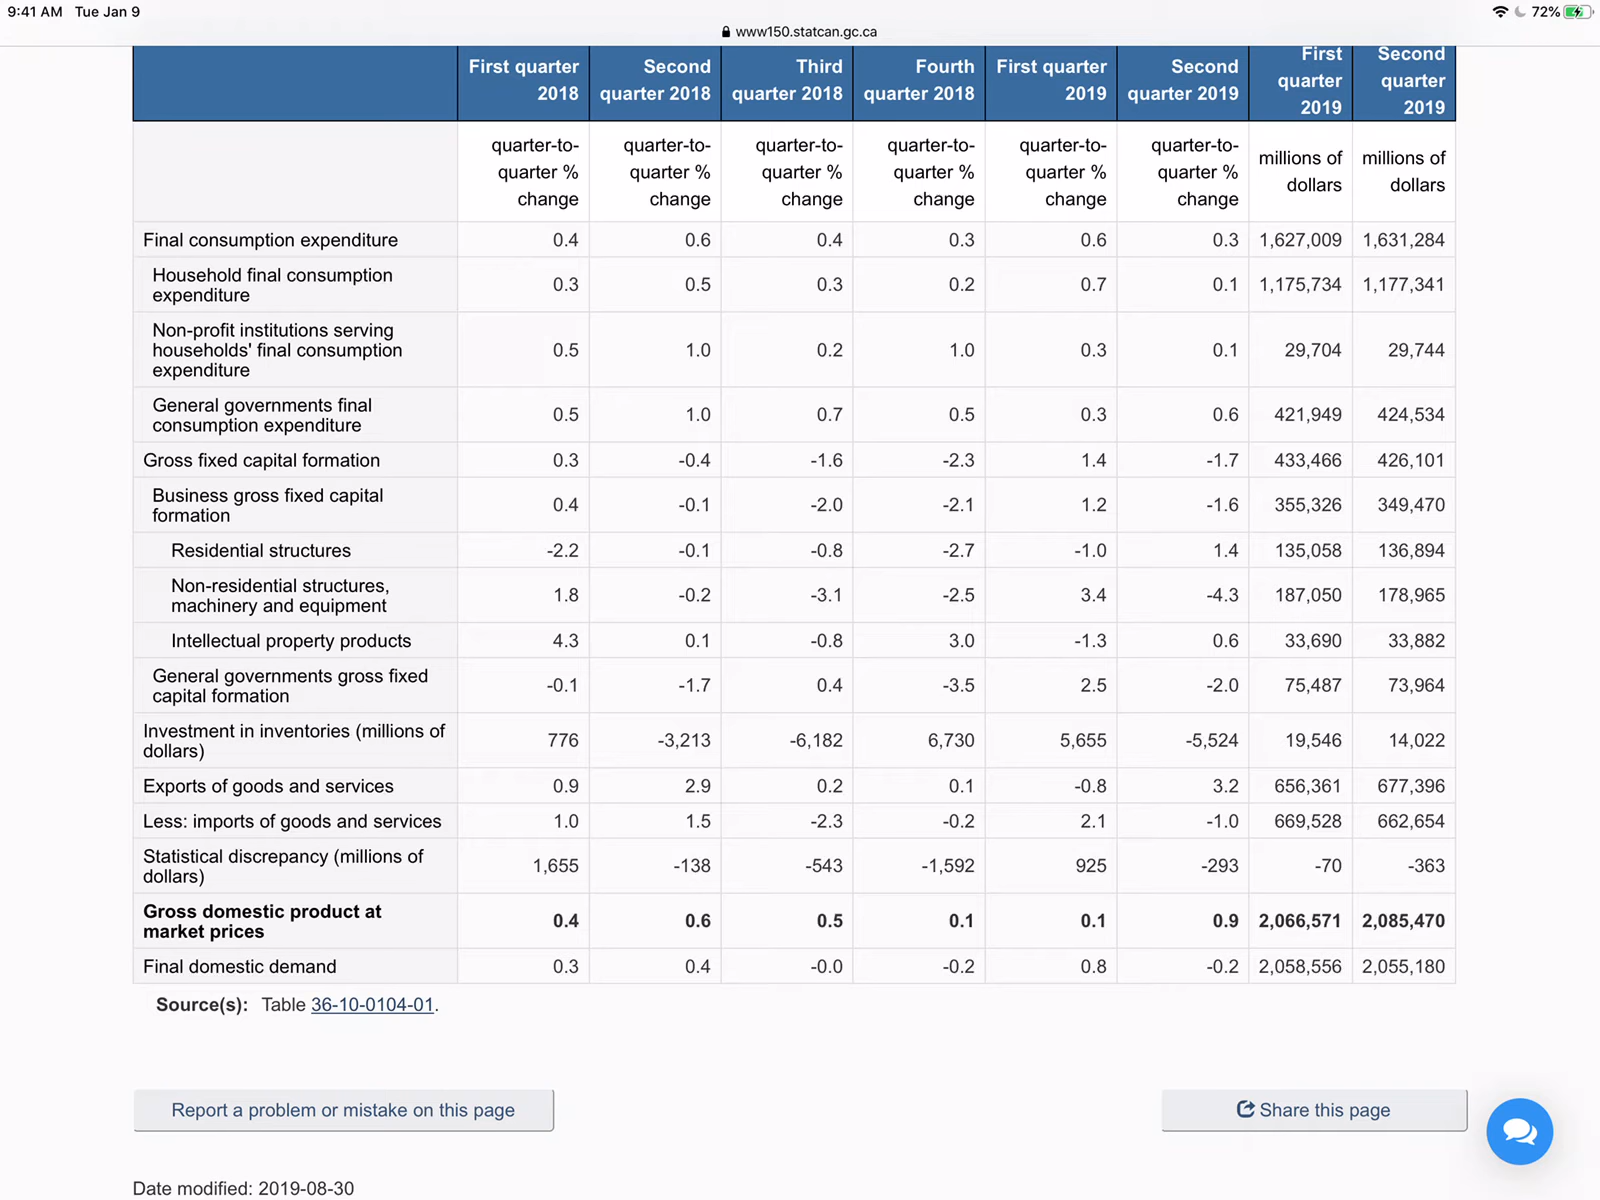 9:41 AM Tue Jan 9
72%
www150.statcan.gc.ca
First quarter 2018 Second quarter 2018 Third quarter 2018 Fourth quarter 2018 First quarter 2019 Second quarter 2019 First quarter 2019 Second quarter 2019
quarter-to-quarter % change quarter-to-quarter % change quarter-to-quarter % change quarter-to-quarter % change quarter-to-quarter % change quarter-to-quarter % change millions of dollars millions of dollars
Final consumption expenditure 0.4 0.6 0.4 0.3 0.6 0.3 1,627,009 1,631,284
Household final consumption expenditure 0.3 0.5 0.3 0.2 0.7 0.1 1,175,734 1,177,341
Non-profit institutions serving households' final consumption expenditure 0.5 1.0 0.2 1.0 0.3 0.1 29,704 29,744
General governments final consumption expenditure 0.5 1.0 0.7 0.5 0.3 0.6 421,949 424,534
Gross fixed capital formation 0.3 -0.4 -1.6 -2.3 1.4 -1.7 433,466 426,101
Business gross fixed capital formation 0.4 -0.1 -2.0 -2.1 1.2 -1.6 355,326 349,470
Residential structures -2.2 -0.1 -0.8 -2.7 -1.0 1.4 135,058 136,894
Non-residential structures, machinery and equipment 1.8 -0.2 -3.1 -2.5 3.4 -4.3 187,050 178,965
Intellectual property products 4.3 0.1 -0.8 3.0 -1.3 0.6 33,690 33,882
General governments gross fixed capital formation -0.1 -1.7 0.4 -3.5 2.5 -2.0 75,487 73,964
Investment in inventories (millions of dollars) 776 -3,213 -6,182 6,730 5,655 -5,524 19,546 14,022
Exports of goods and services 0.9 2.9 0.2 0.1 -0.8 3.2 656,361 677,396
Less: imports of goods and services 1.0 1.5 -2.3 -0.2 2.1 -1.0 669,528 662,654
Statistical discrepancy (millions of dollars) 1,655 -138 -543 -1,592 925 -293 -70 -363
Gross domestic product at market prices 0.4 0.6 0.5 0.1 0.1 0.9 2,066,571 2,085,470
Final domestic demand 0.3 0.4 -0.0 -0.2 0.8 -0.2 2,058,556 2,055,180
Source(s): Table 36-10-0104-01.
Report a problem or mistake on this page
Share this page
Date modified: 2019-08-30